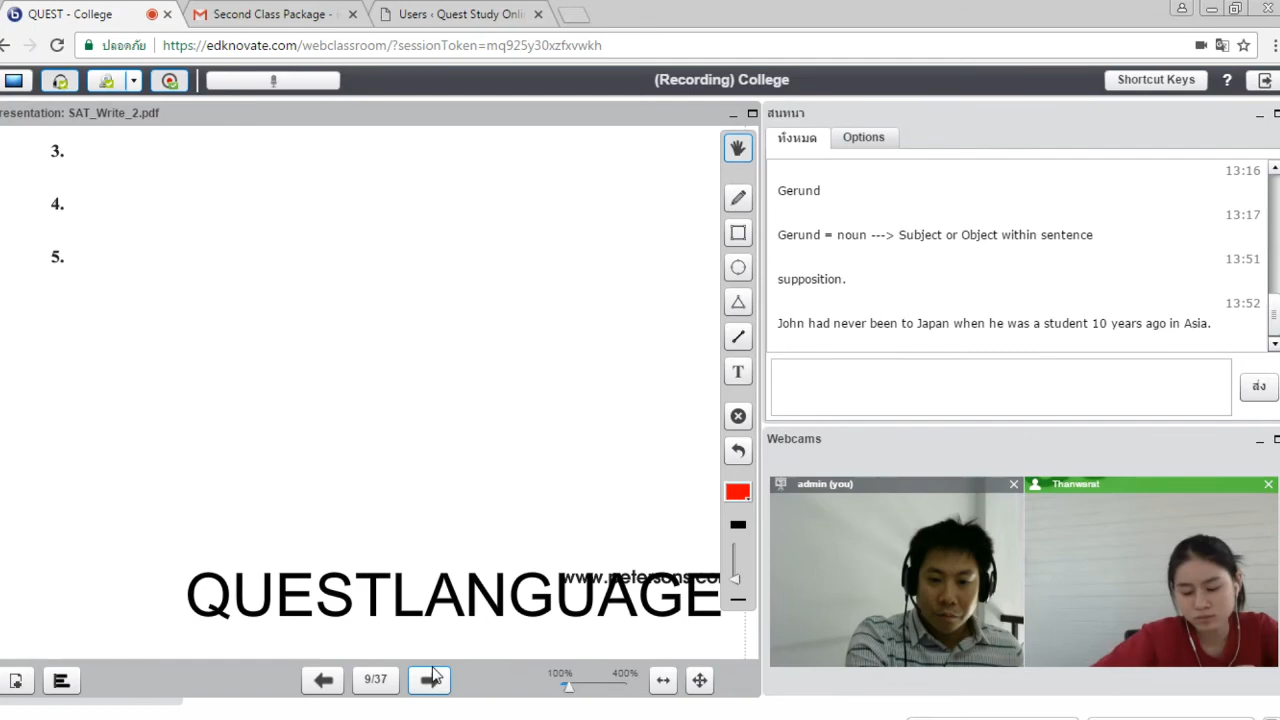 QUEST - College
Second Class Package -
Users ‹ Quest Study Onli
ปลอดภัย
https://edknovate.com/webclassroom/?sessionToken=mq925y30xzfxvwkh
(Recording) College
Shortcut Keys
?
resentation: SAT_Write_2.pdf
3.
4.
5.
T
www.petersons.co
QUESTLANGUAGE
9/37
100%
400%
สนทนา
ทั้งหมด
Options
13:16
Gerund
13:17
Gerund = noun ---> Subject or Object within sentence
13:51
supposition.
13:52
John had never been to Japan when he was a student 10 years ago in Asia.
ส่ง
Webcams
admin (you)
Thanwarat